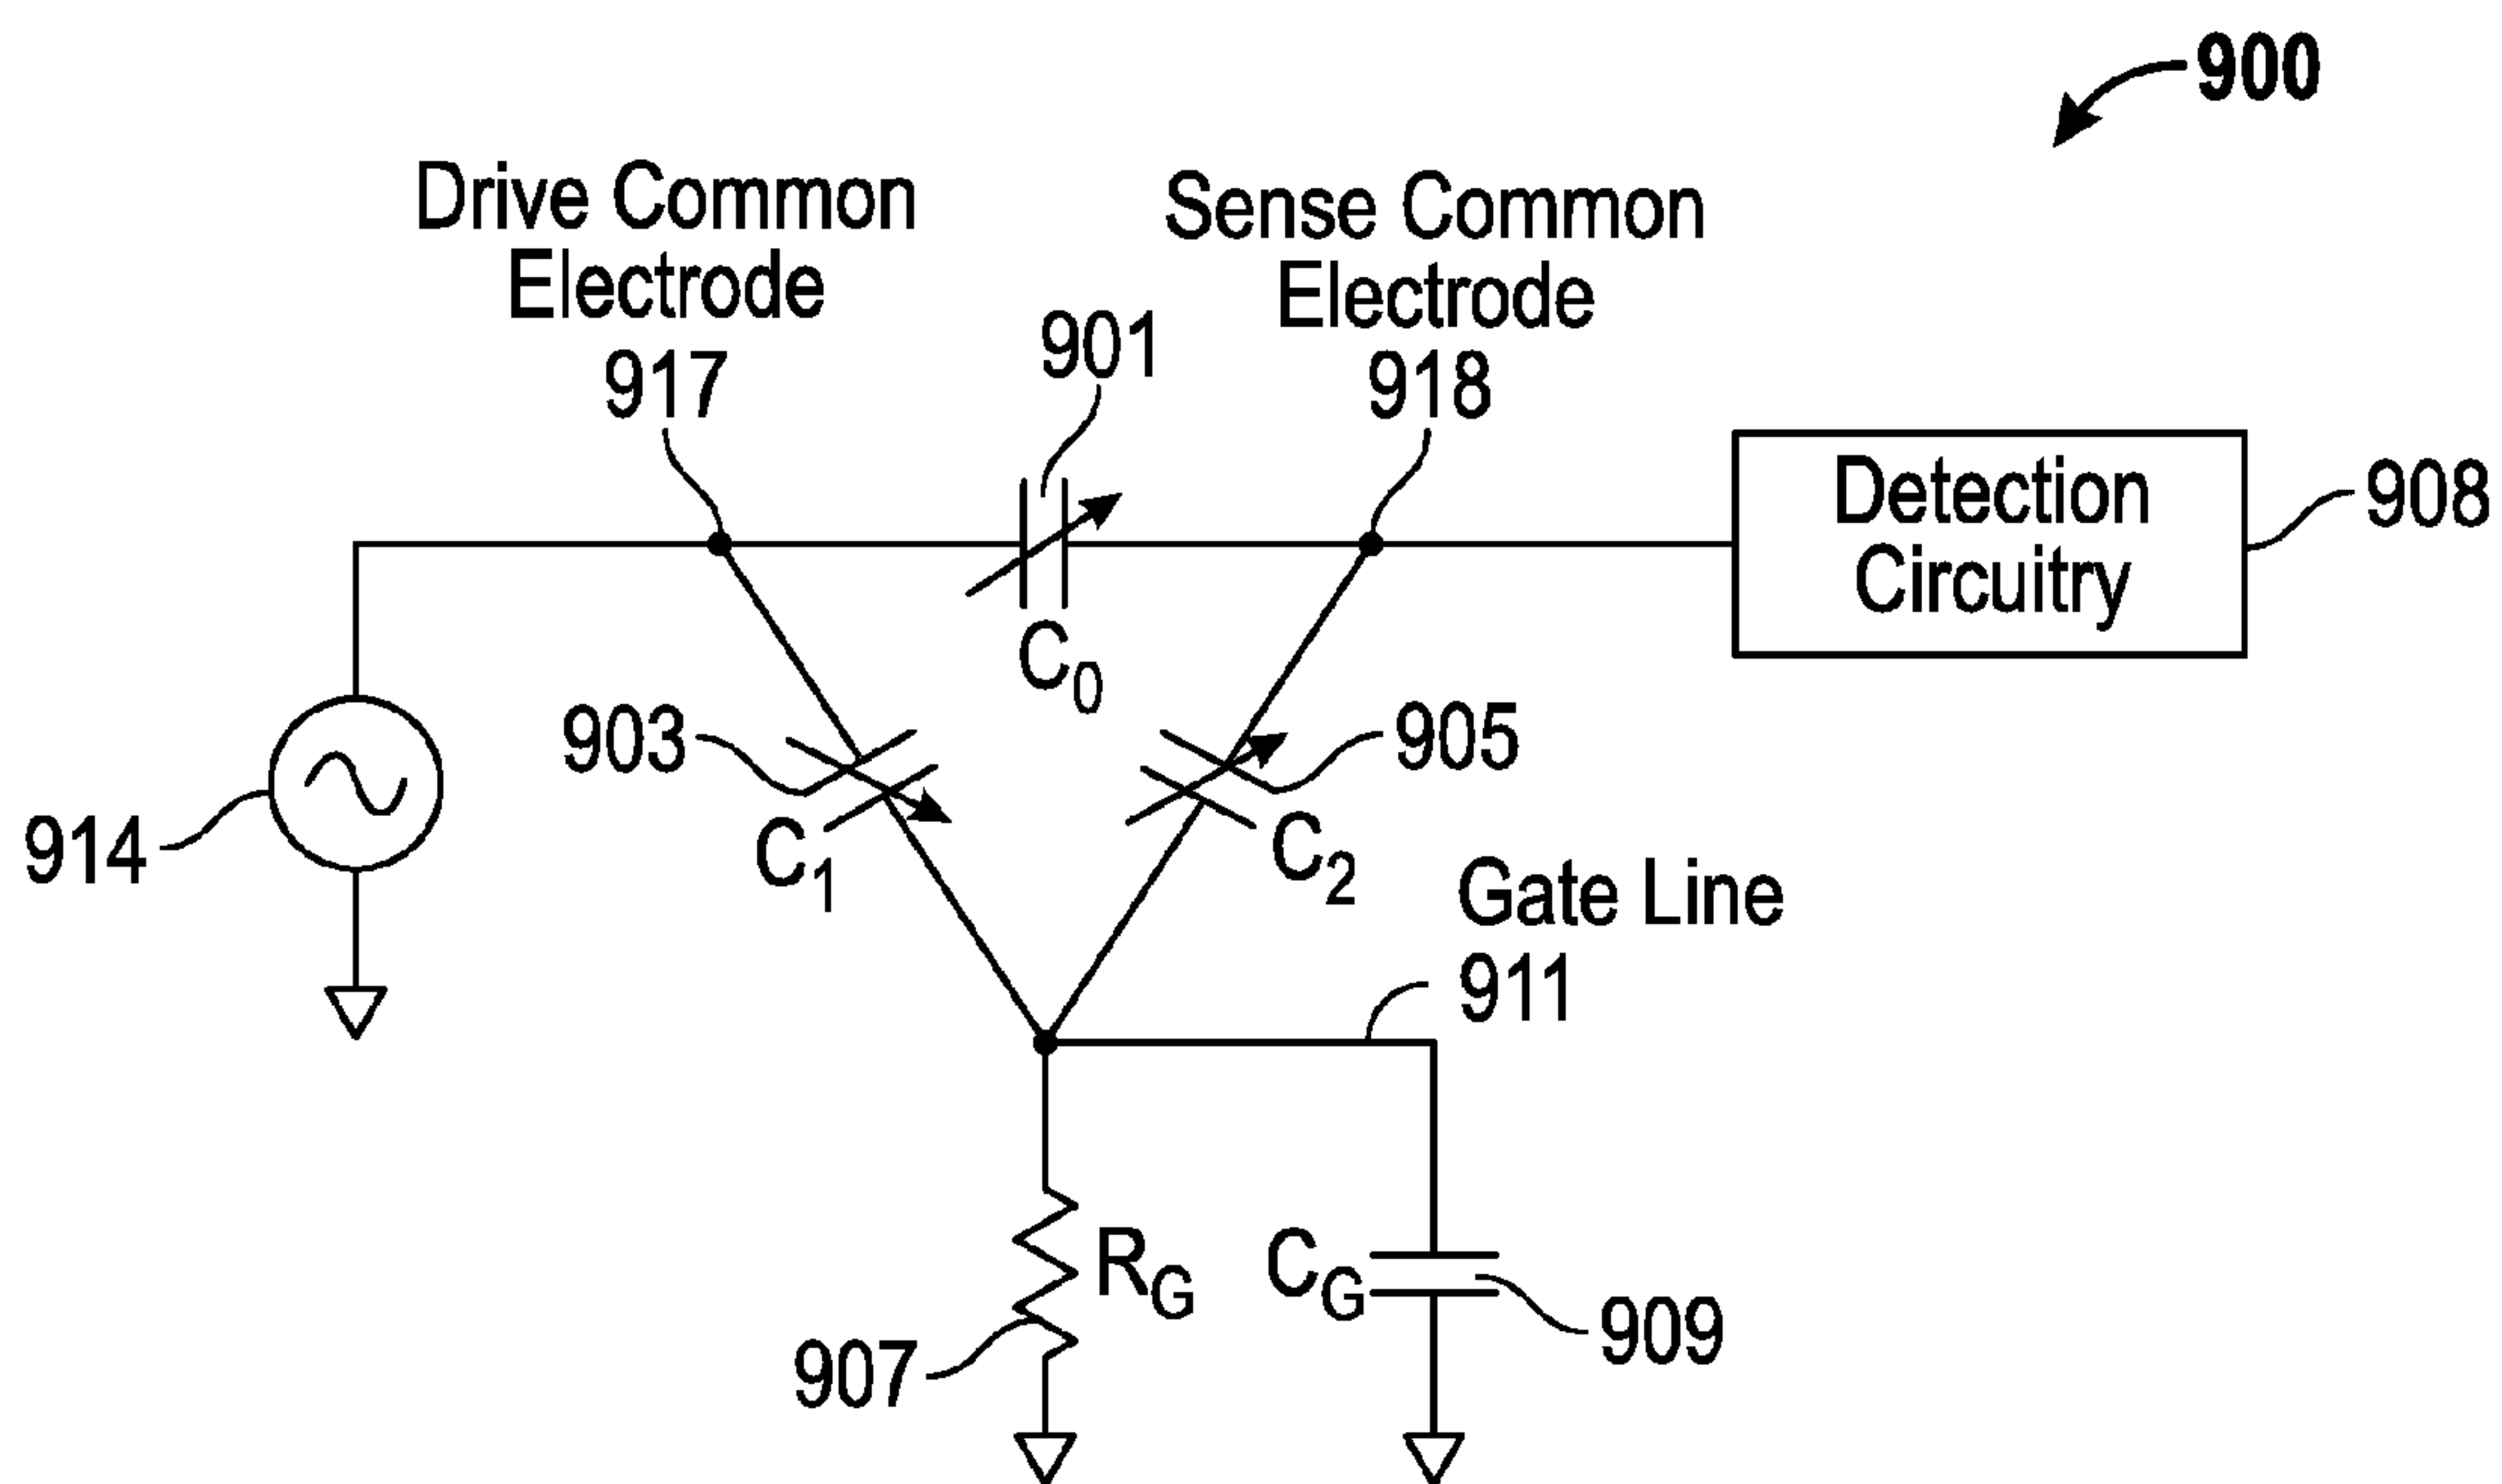 900
Drive Common
Electrode
917
Sense Common
Electrode
918
901
Detection
Circuitry
908
C0
903
C1
905
C2
914
Gate Line
911
RG
CG
907
909